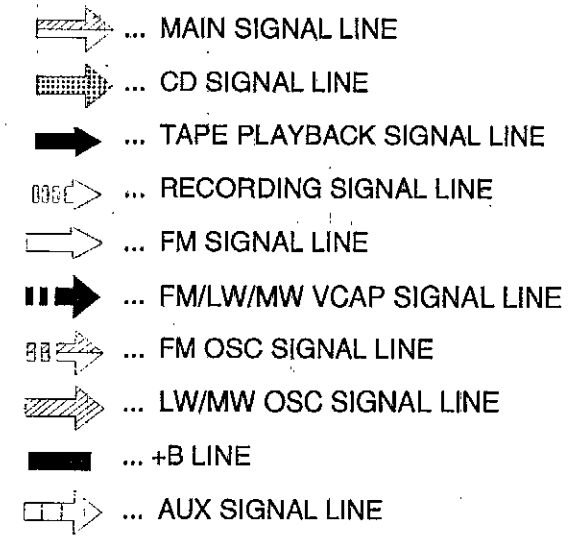 ... MAIN SIGNAL LINE
... CD SIGNAL LINE
... TAPE PLAYBACK SIGNAL LINE
... RECORDING SIGNAL LINE
... FM SIGNAL LINE
... FM/LW/MW VCAP SIGNAL LINE
... FM OSC SIGNAL LINE
... LW/MW OSC SIGNAL LINE
... +B LINE
... AUX SIGNAL LINE